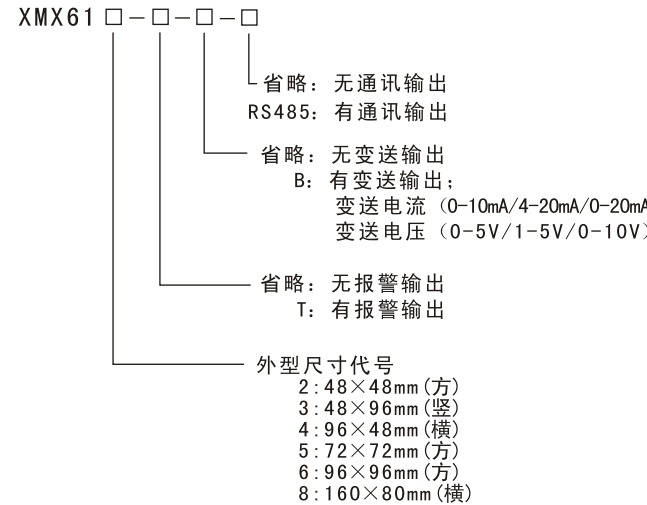 XMX61 □-□-□-□
省略：无通讯输出
RS485：有通讯输出
省略：无变送输出
B：有变送输出；
变送电流（0-10mA/4-20mA/0-20mA
变送电压（0-5V/1-5V/0-10V）
省略：无报警输出
T：有报警输出
外型尺寸代号
2:48×48mm(方)
3:48×96mm(竖)
4:96×48mm(横)
5:72×72mm(方)
6:96×96mm(方)
8:160×80mm(横)